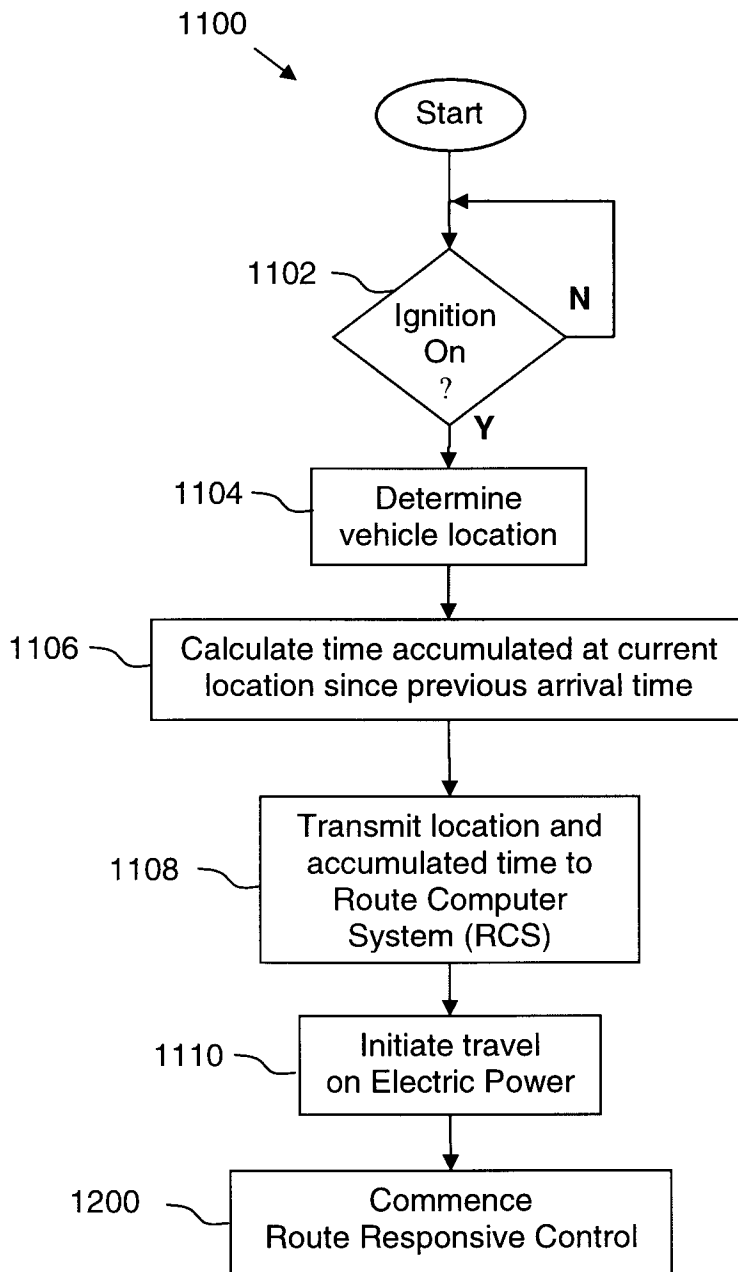 1100
Start
1102
Ignition
On
?
N
Y
1104
Determine
vehicle location
1106
Calculate time accumulated at current
location since previous arrival time
1108
Transmit location and
accumulated time to
Route Computer
System (RCS)
1110
Initiate travel
on Electric Power
1200
Commence
Route Responsive Control